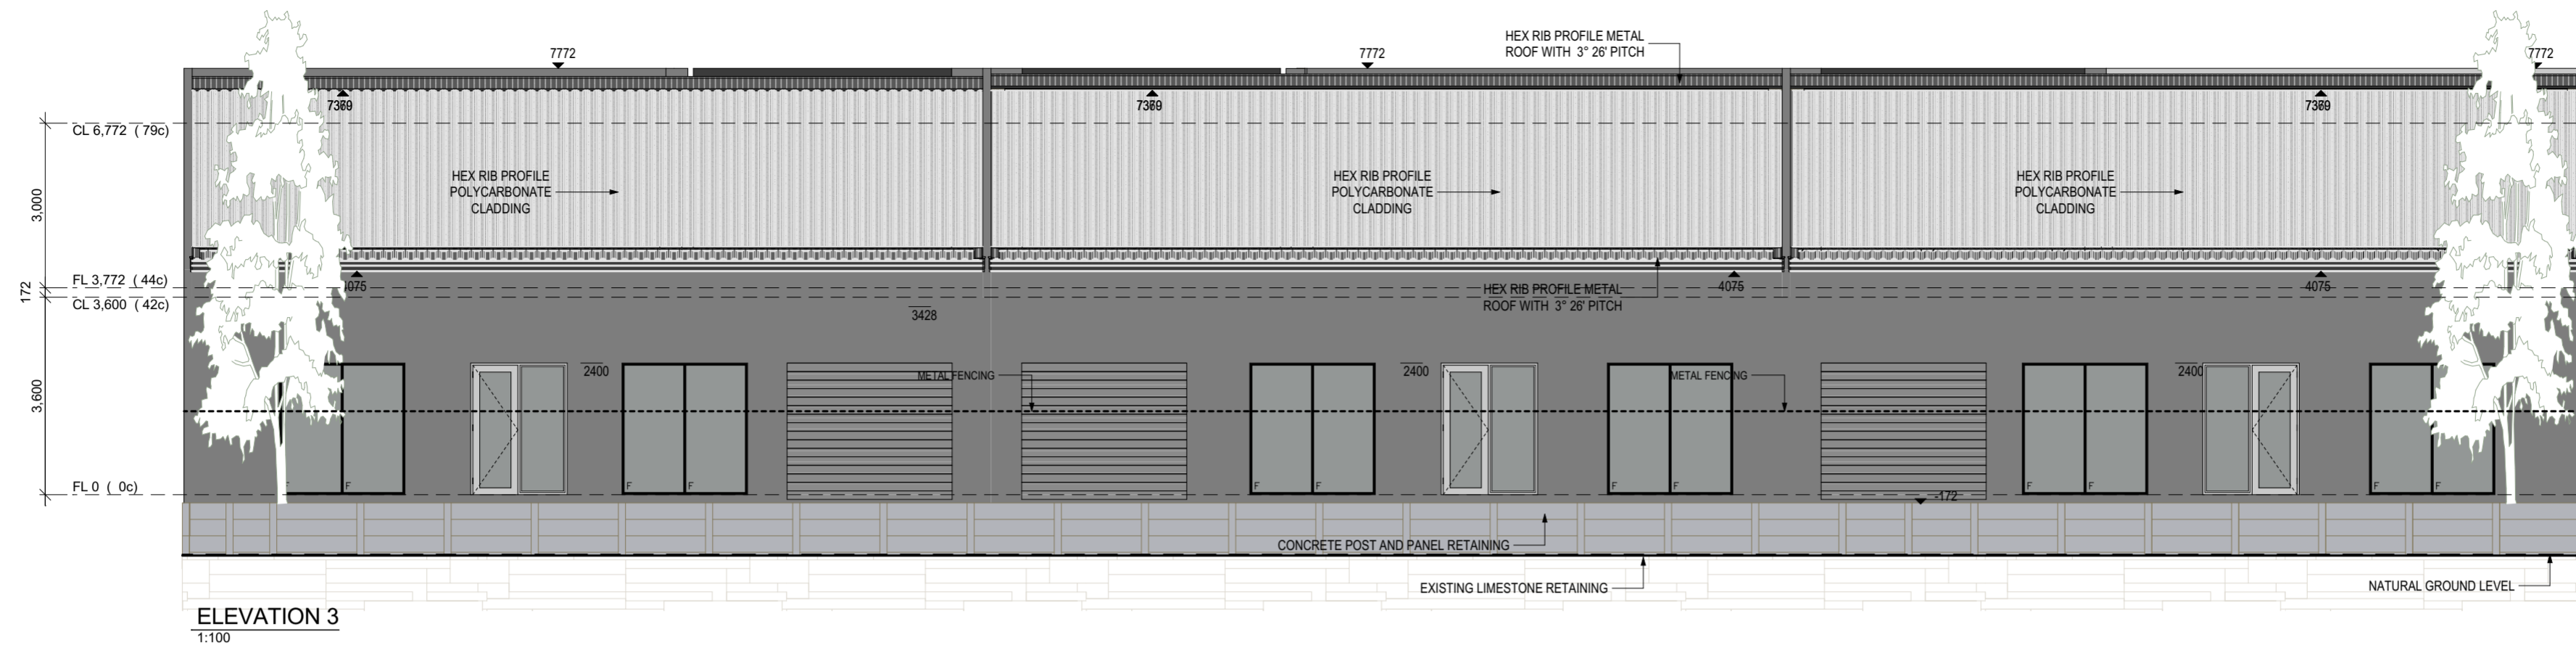 HEX RIB PROFILE METAL
ROOF WITH 3° 26' PITCH
7772
7772
7772
7369
7369
7369
CL 6,772 ( 79c)
3,000
HEX RIB PROFILE
POLYCARBONATE
CLADDING
HEX RIB PROFILE
POLYCARBONATE
CLADDING
HEX RIB PROFILE
POLYCARBONATE
CLADDING
FL 3,772 ( 44c)
172
CL 3,600 ( 42c)
4075
4075
4075
HEX RIB PROFILE METAL
ROOF WITH 3° 26' PITCH
3428
3,600
2400
METAL FENCING
2400
METAL FENCING
2400
FL 0 ( 0c)
F
F
F
F
F
F
F
F
F
F
F
-172
CONCRETE POST AND PANEL RETAINING
EXISTING LIMESTONE RETAINING
NATURAL GROUND LEVEL
ELEVATION 3
1:100